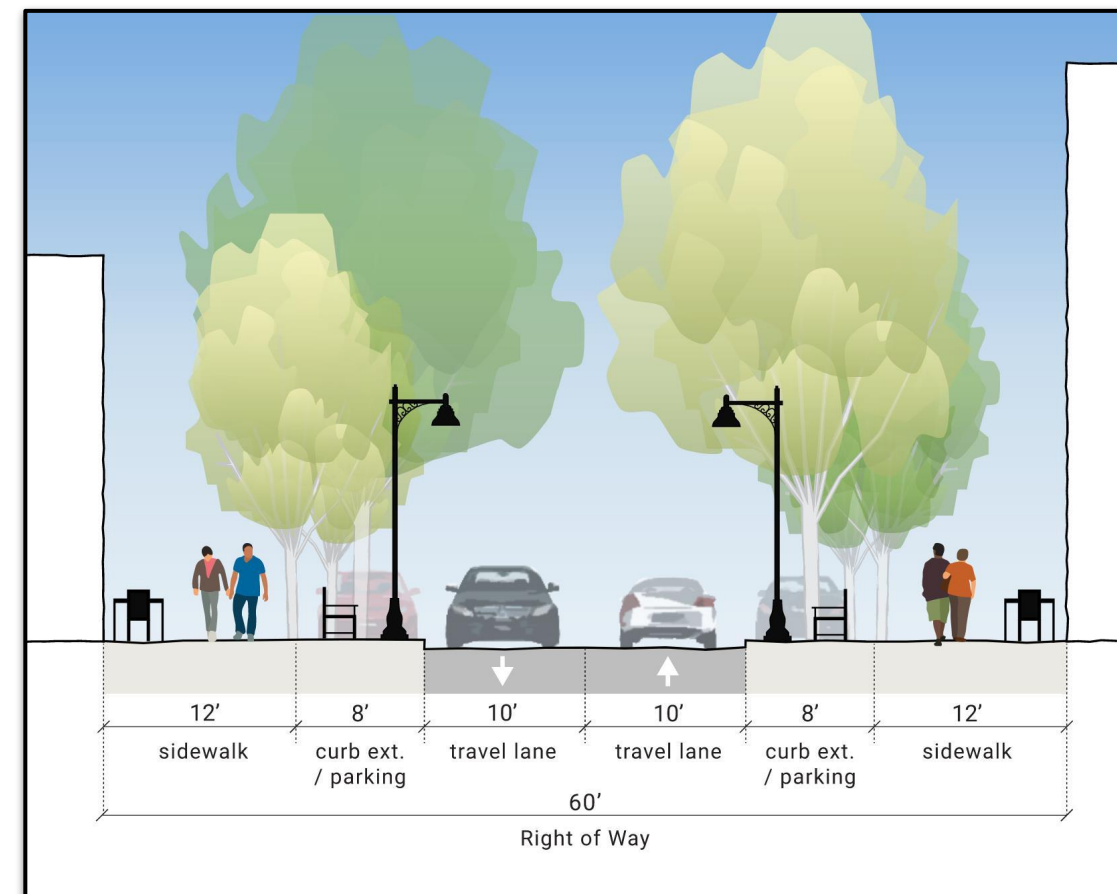 12’ 8’ 10’ 10’ 8’ 12’
sidewalk curb ext. travel lane travel lane curb ext. sidewalk
/ parking / parking
60’
Right of Way